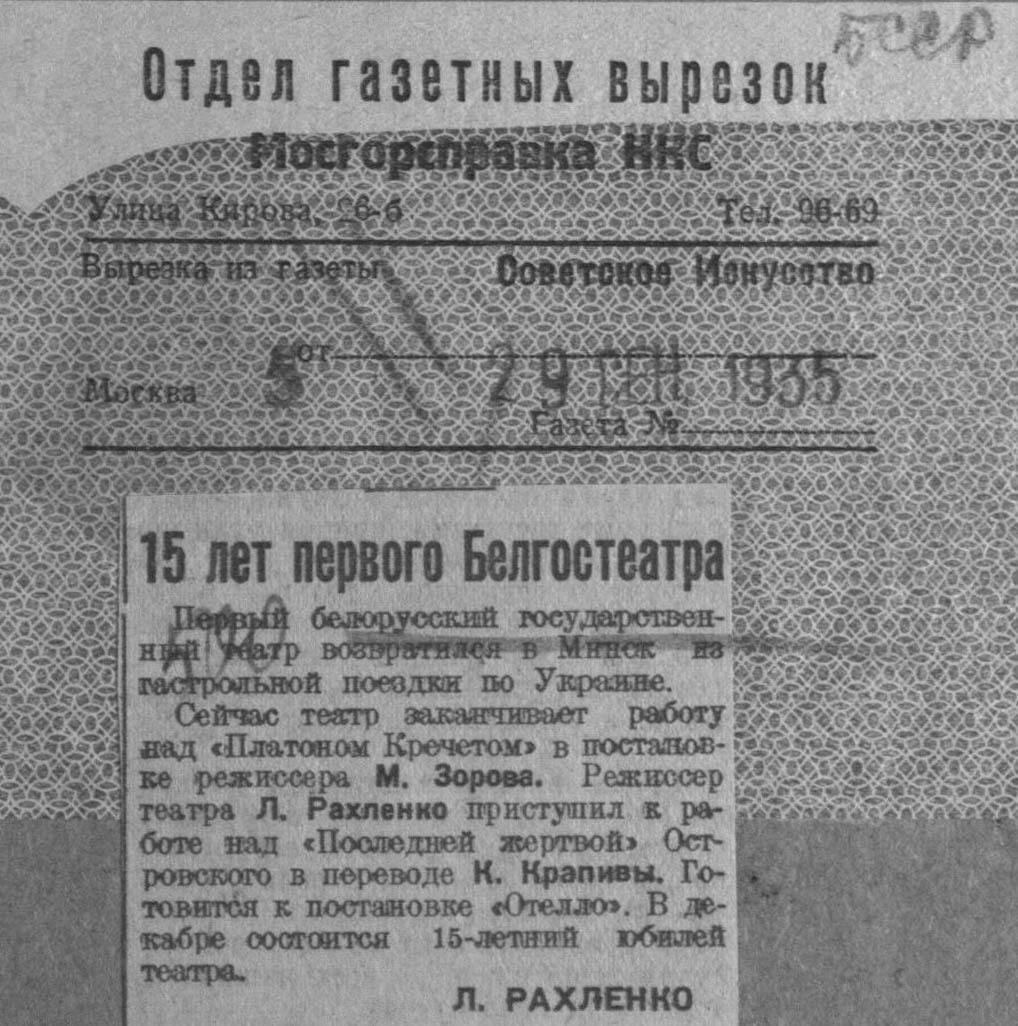 БССР
Отдел газетных вырезок
Мосгорсправка НКС
Улица Кирова, 26-б Тел. 96-69
Вырезка из газеты Советское Искусство
от
Москва 5 29 СЕН 1935
Газета №
15 лет первого Белгостеатра
Первый белорусский государствен-
ный театр возвратился в Минск из
гастрольной поездки по Украине.
Сейчас театр заканчивает работу
над «Платоном Кречетом» в постанов-
ке режиссера М. Зорова. Режиссер
театра Л. Рахленко приступил к ра-
боте над «Последней жертвой» Ост-
ровского в переводе К. Крапивы. Го-
товится к постановке «Отелло». В де-
кабре состоится 15-летний юбилей
театра.
Л. РАХЛЕНКО